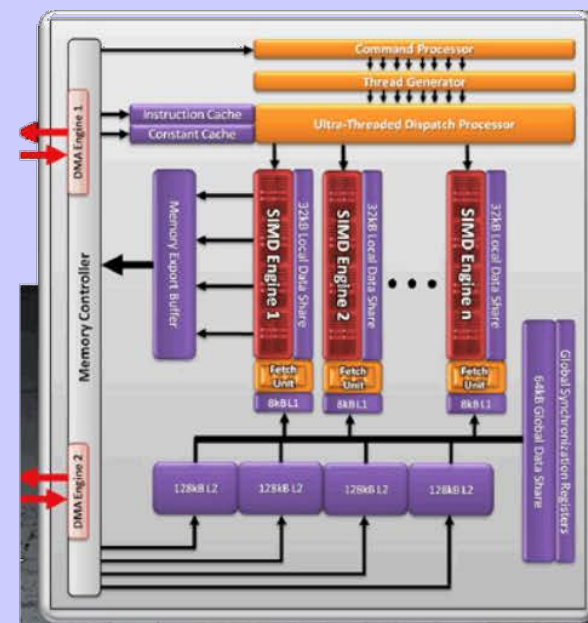 Command Processor
Thread Generator
Ultra-Threaded Dispatch Processor
Instruction Cache
Constant Cache
DMA Engine 1
Memory Controller
DMA Engine 2
Memory Export Buffer
SIMD Engine 1
32kB Local Data Share
SIMD Engine 2
32kB Local Data Share
SIMD Engine n
32kB Local Data Share
Fetch
Unit
Fetch
Unit
Fetch
Unit
8kB L1
8kB L1
8kB L1
64kB Global Data Share
Global Synchronization Registers
128kB L2
128kB L2
128kB L2
128kB L2